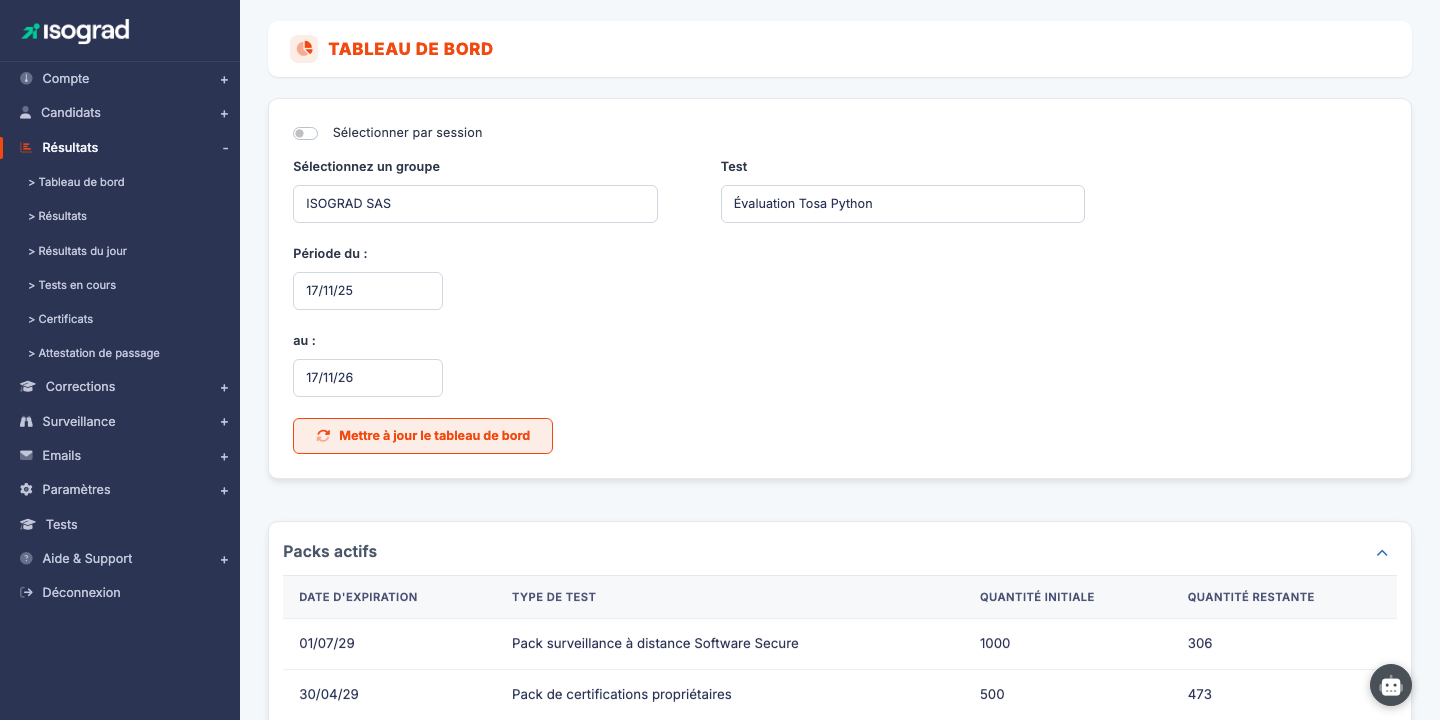 isograd
Compte +
Candidats +
Résultats -
> Tableau de bord
> Résultats
> Résultats du jour
> Tests en cours
> Certificats
> Attestation de passage
Corrections +
Surveillance +
Emails +
Paramètres +
Tests
Aide & Support +
Déconnexion
TABLEAU DE BORD
Sélectionner par session
Sélectionnez un groupe Test
ISOGRAD SAS Évaluation Tosa Python
Période du :
17/11/25
au :
17/11/26
Mettre à jour le tableau de bord
Packs actifs
DATE D'EXPIRATION TYPE DE TEST QUANTITÉ INITIALE QUANTITÉ RESTANTE
01/07/29 Pack surveillance à distance Software Secure 1000 306
30/04/29 Pack de certifications propriétaires 500 473